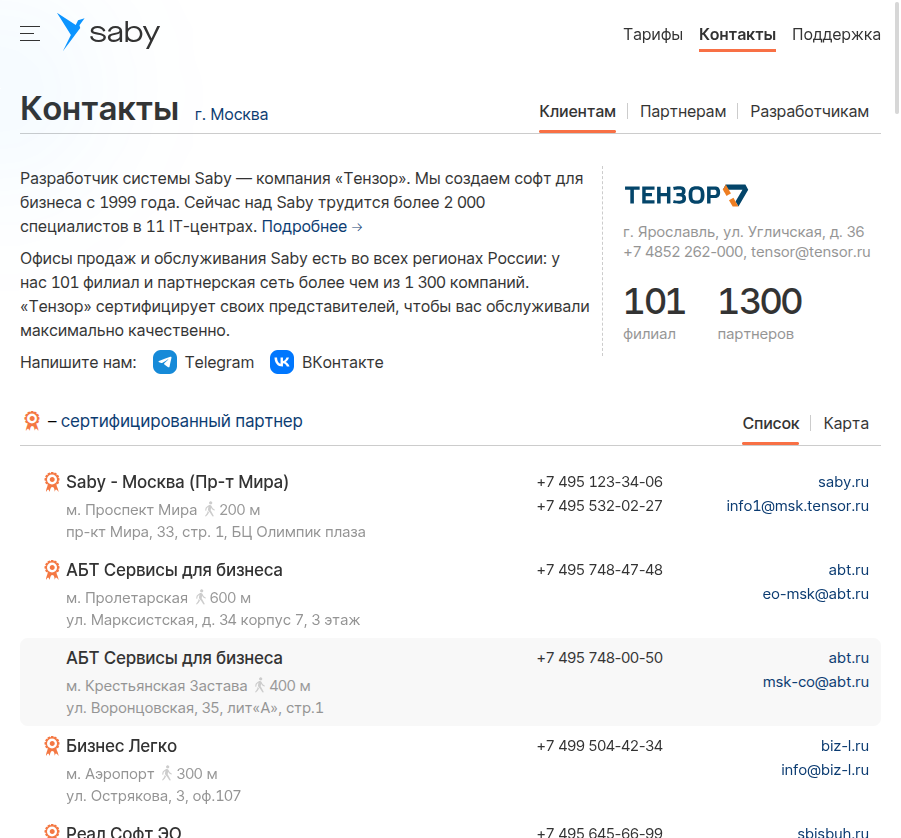 saby
Тарифы Контакты Поддержка
Контакты г. Москва
Клиентам Партнерам Разработчикам
Разработчик системы Saby — компания «Тензор». Мы создаем софт для
бизнеса с 1999 года. Сейчас над Saby трудится более 2 000
специалистов в 11 IT-центрах. Подробнее →
Офисы продаж и обслуживания Saby есть во всех регионах России: у
нас 101 филиал и партнерская сеть более чем из 1 300 компаний.
«Тензор» сертифицирует своих представителей, чтобы вас обслуживали
максимально качественно.
Напишите нам: Telegram ВКонтакте
ТЕНЗОР
г. Ярославль, ул. Угличская, д. 36
+7 4852 262-000, tensor@tensor.ru
101 1300
филиал партнеров
– сертифицированный партнер
Список Карта
Saby - Москва (Пр-т Мира) +7 495 123-34-06 saby.ru
+7 495 532-02-27 info1@msk.tensor.ru
м. Проспект Мира 200 м
пр-кт Мира, 33, стр. 1, БЦ Олимпик плаза
АБТ Сервисы для бизнеса +7 495 748-47-48 abt.ru
eo-msk@abt.ru
м. Пролетарская 600 м
ул. Марксистская, д. 34 корпус 7, 3 этаж
АБТ Сервисы для бизнеса +7 495 748-00-50 abt.ru
msk-co@abt.ru
м. Крестьянская Застава 400 м
ул. Воронцовская, 35, лит«А», стр.1
Бизнес Легко +7 499 504-42-34 biz-l.ru
info@biz-l.ru
м. Аэропорт 300 м
ул. Острякова, 3, оф.107
Реал Софт ЭО +7 495 645-66-99 sbisbuh.ru